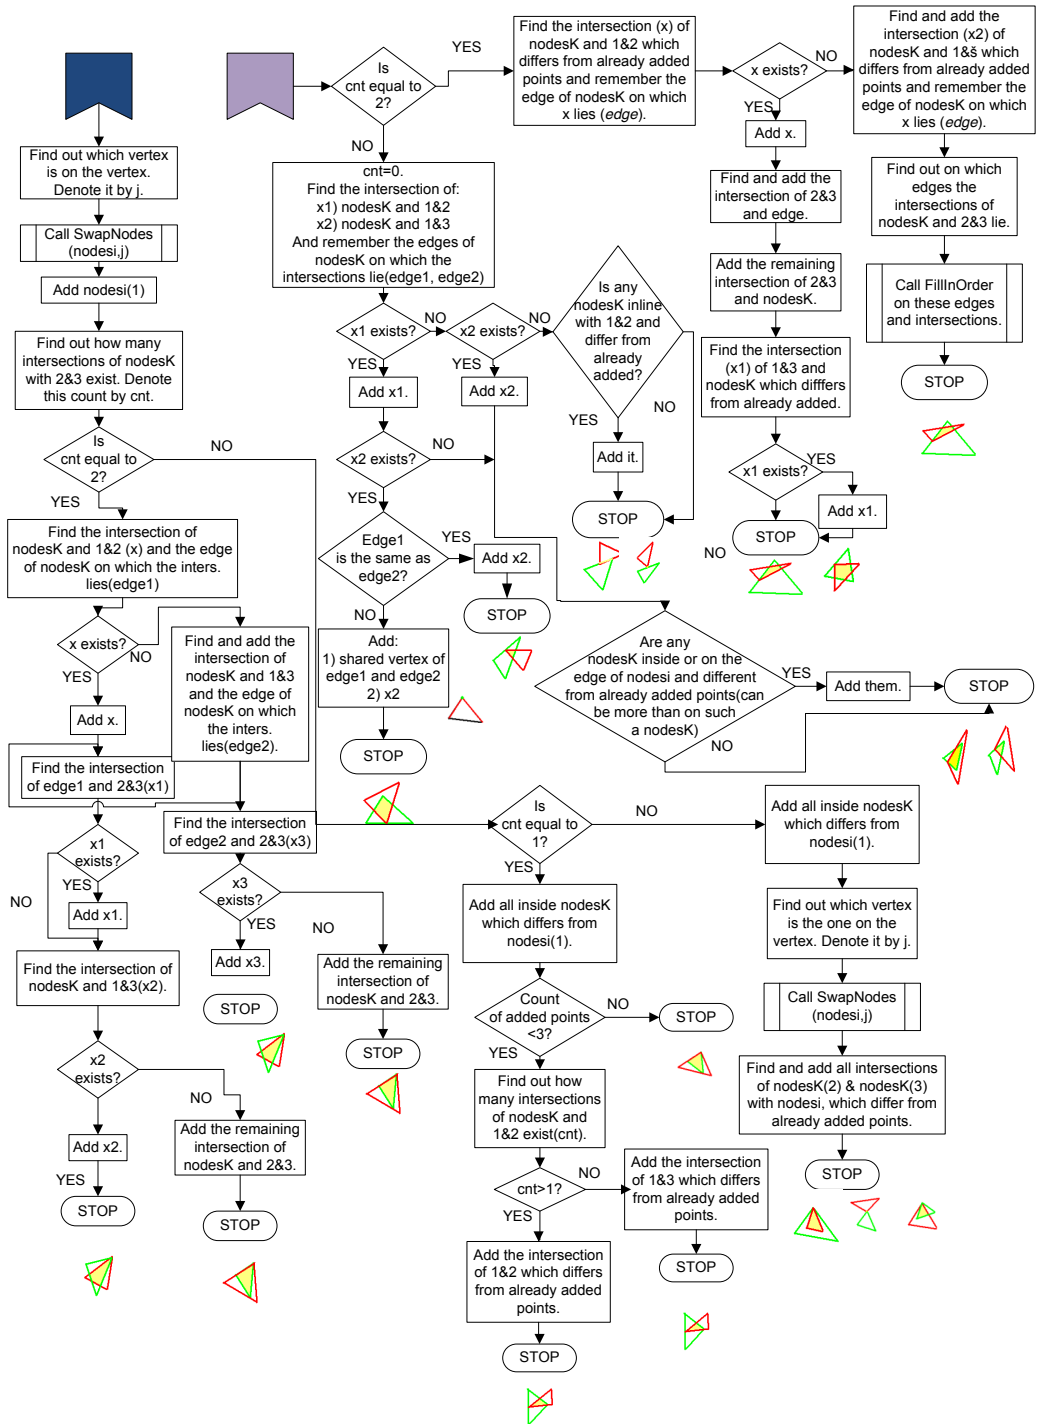 Find out which vertex
is on the vertex.
Denote it by j.
Call SwapNodes
(nodesi,j)
Add nodesi(1)
Find out how many
intersections of nodesK
with 2&3 exist. Denote
this count by cnt.
Is
cnt equal to
2?
NO
YES
Find the intersection of
nodesK and 1&2 (x) and the edge
of nodesK on which the inters.
lies(edge1)
x exists?
NO
YES
Add x.
Find the intersection
of edge1 and 2&3(x1)
x1
exists?
YES
NO
Add x1.
Find the intersection of
nodesK and 1&3(x2).
x2
exists?
NO
Add x2.
YES
STOP
Add the remaining
intersection of
nodesK and 2&3.
STOP
Find and add the
intersection of
nodesK and 1&3
and the edge of
nodesK on which
the inters.
lies(edge2).
Find the intersection
of edge2 and 2&3(x3)
x3
exists?
YES
NO
Add x3.
STOP
Add the remaining
intersection of
nodesK and 2&3.
STOP
Is
cnt equal to
2?
YES
NO
cnt=0.
Find the intersection of:
x1) nodesK and 1&2
x2) nodesK and 1&3
And remember the edges of
nodesK on which the
intersections lie(edge1, edge2)
x1 exists?
NO
YES
x2 exists?
NO
YES
Add x1.
Add x2.
x2 exists?
NO
YES
Edge1
is the same as
edge2?
YES
NO
Add x2.
STOP
Add:
1) shared vertex of
edge1 and edge2
2) x2
STOP
Is any
nodesK inline
with 1&2 and
differ from
already
added?
NO
YES
Add it.
STOP
Are any
nodesK inside or on the
edge of nodesi and different
from already added points(can
be more than on such
a nodesK)
YES
NO
Add them.
STOP
Find the intersection (x) of
nodesK and 1&2 which
differs from already added
points and remember the
edge of nodesK on which
x lies (edge).
x exists?
NO
YES
Add x.
Find and add the
intersection of 2&3
and edge.
Add the remaining
intersection of 2&3
and nodesK.
Find the intersection
(x1) of 1&3 and
nodesK which difffers
from already added.
x1 exists?
YES
Add x1.
STOP
NO
Find and add the
intersection (x2) of
nodesK and 1&š which
differs from already added
points and remember the
edge of nodesK on which
x lies (edge).
Find out on which
edges the
intersections of
nodesK and 2&3 lie.
Call FillInOrder
on these edges
and intersections.
STOP
Is
cnt equal to
1?
NO
YES
Add all inside nodesK
which differs from
nodesi(1).
Count
of added points
<3?
NO
YES
STOP
Find out how
many intersections
of nodesK and
1&2 exist(cnt).
cnt>1?
NO
YES
Add the intersection
of 1&3 which differs
from already added
points.
STOP
Add the intersection
of 1&2 which differs
from already added
points.
STOP
Add all inside nodesK
which differs from
nodesi(1).
Find out which vertex
is the one on the
vertex. Denote it by j.
Call SwapNodes
(nodesi,j)
Find and add all intersections
of nodesK(2) & nodesK(3)
with nodesi, which differ from
already added points.
STOP